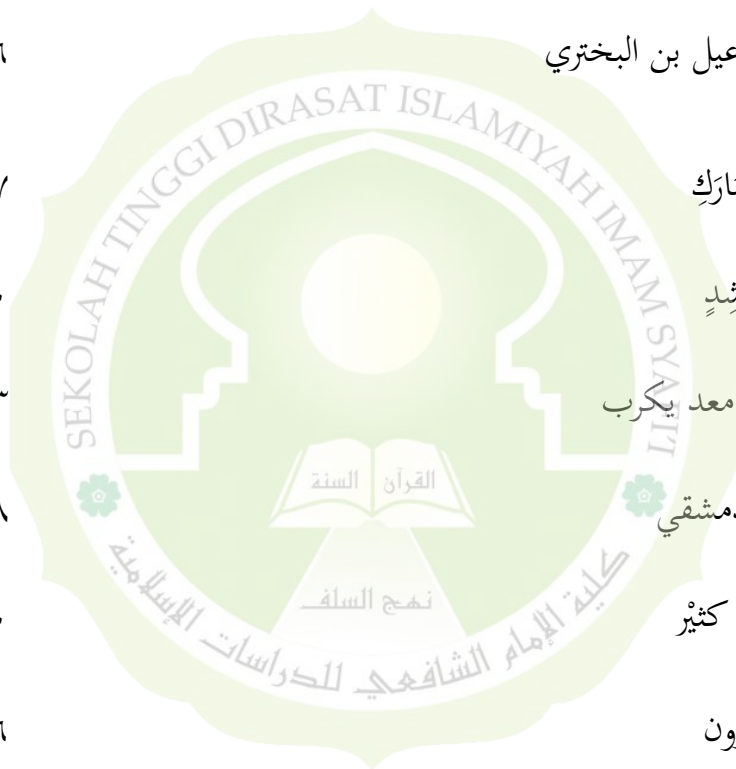 عيل بن البختري
SEKOLAH TINGGI DIRASAT ISLAMIYAH IMAM SYAFI'I
ارَكِ
شِدٍ
معد يكرب
القرآن السنة
دمشقي
نهج السلف
كثيْر
كلية الإمام الشافعي للدراسات الإسلامية
ون